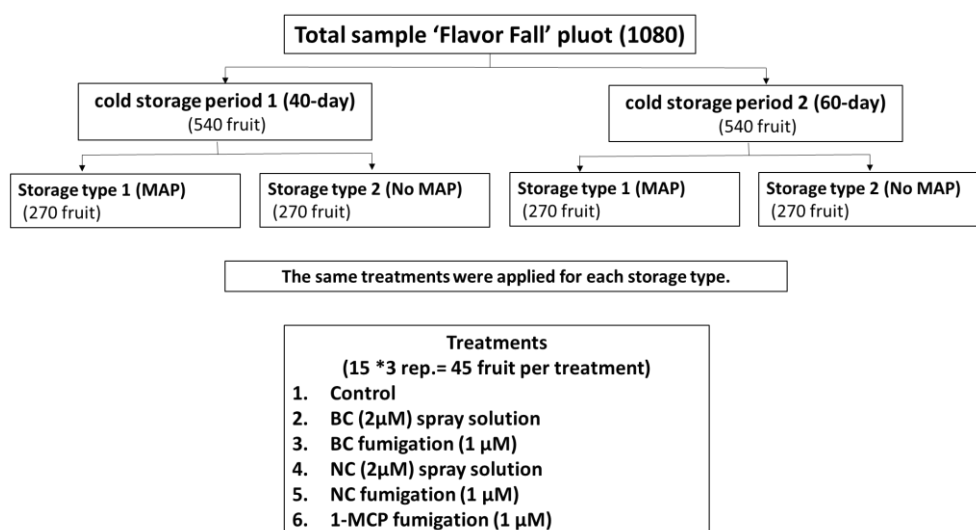 Total sample ‘Flavor Fall’ pluot (1080)
cold storage period 1 (40-day)
(540 fruit)
cold storage period 2 (60-day)
(540 fruit)
Storage type 1 (MAP)
(270 fruit)
Storage type 2 (No MAP)
(270 fruit)
Storage type 1 (MAP)
(270 fruit)
Storage type 2 (No MAP)
(270 fruit)
The same treatments were applied for each storage type.
Treatments
(15 *3 rep.= 45 fruit per treatment)
1. Control
2. BC (2µM) spray solution
3. BC fumigation (1 µM)
4. NC (2µM) spray solution
5. NC fumigation (1 µM)
6. 1-MCP fumigation (1 µM)